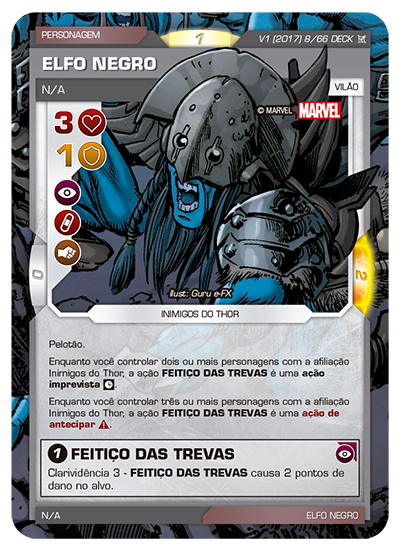 PERSONAGEM
1
V1 (2017) 8/66 DECK
ELFO NEGRO
N/A
VILÃO
© MARVEL MARVEL
3
1
0
2
Illust: Guru e-FX
INIMIGOS DO THOR
Pelotão.
Enquanto você controlar dois ou mais personagens com a afiliação
Inimigos do Thor, a ação FEITIÇO DAS TREVAS é uma ação
imprevista.
Enquanto você controlar três ou mais personagens com a afiliação
Inimigos do Thor, a ação FEITIÇO DAS TREVAS é uma ação de
antecipar.
1 FEITIÇO DAS TREVAS
Clarividência 3 - FEITIÇO DAS TREVAS causa 2 pontos de
dano no alvo.
N/A
ELFO NEGRO